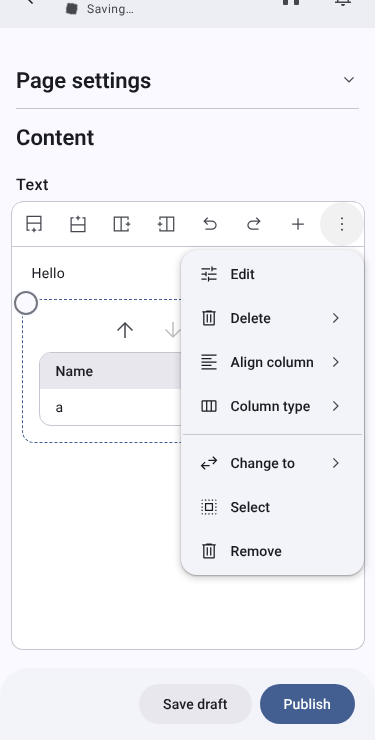 Saving…
Page settings
Content
Text
Hello
Name
a
Edit
Delete
Align column
Column type
Change to
Select
Remove
Save draft
Publish